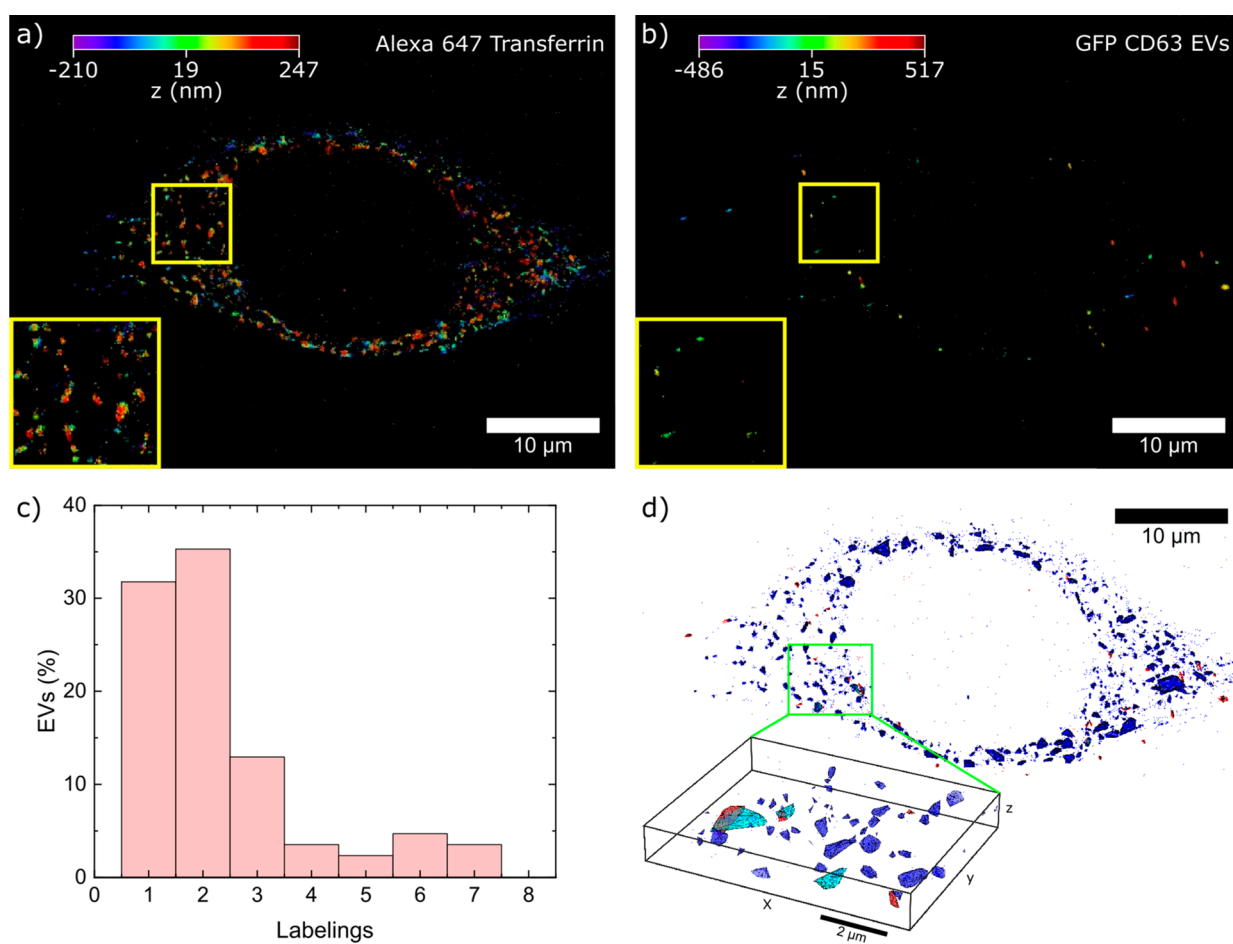 a)
Alexa 647 Transferrin
-210 19 247
z (nm)
10 µm
b)
GFP CD63 EVs
-486 15 517
z (nm)
10 µm
c)
40
30
20
10
0
EVs (%)
0 1 2 3 4 5 6 7 8
Labelings
d)
10 µm
z
y
X
2 µm